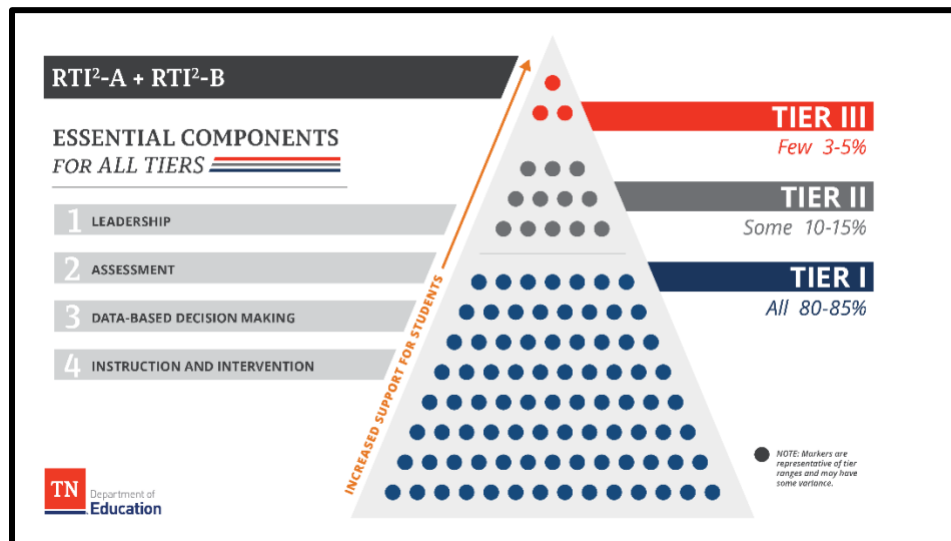 RTI²-A + RTI²-B
ESSENTIAL COMPONENTS
FOR ALL TIERS
1 LEADERSHIP
2 ASSESSMENT
3 DATA-BASED DECISION MAKING
4 INSTRUCTION AND INTERVENTION
INCREASED SUPPORT FOR STUDENTS
TIER III
Few 3-5%
TIER II
Some 10-15%
TIER I
All 80-85%
NOTE: Markers are
representative of tier
ranges and may have
some variance.
TN
Department of
Education